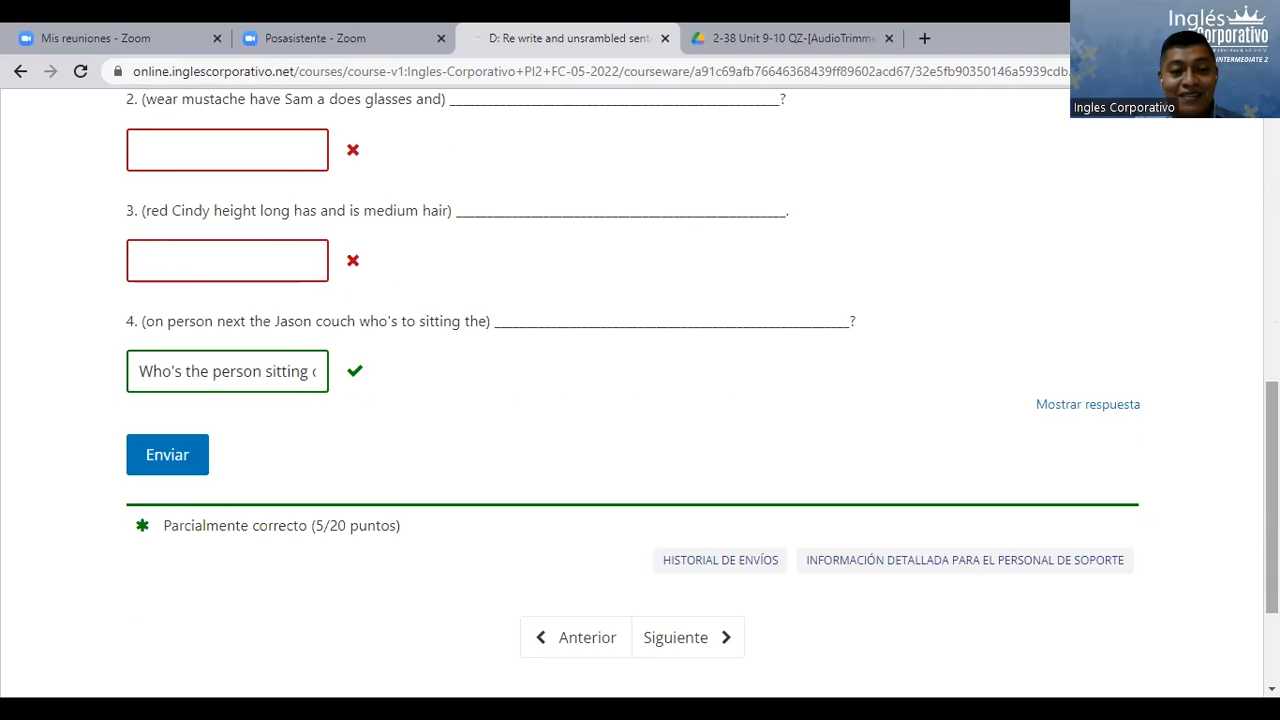 Mis reuniones - Zoom
Posasistente - Zoom
D: Re write and unsrambled sent
2-38 Unit 9-10 QZ-[AudioTrimme
online.inglescorporativo.net/courses/course-v1:Ingles-Corporativo+PI2+FC-05-2022/courseware/a91c69afb76646368439ff89602acd67/32e5fb90350146a5939cdb
Inglés
Corporativo
INTERMEDIATE 2
Ingles Corporativo
2. (wear mustache have Sam a does glasses and) ______________________________________________?
3. (red Cindy height long has and is medium hair) ______________________________________________.
4. (on person next the Jason couch who's to sitting the) __________________________________________________?
Who's the person sitting o
Mostrar respuesta
Enviar
Parcialmente correcto (5/20 puntos)
HISTORIAL DE ENVÍOS
INFORMACIÓN DETALLADA PARA EL PERSONAL DE SOPORTE
Anterior
Siguiente